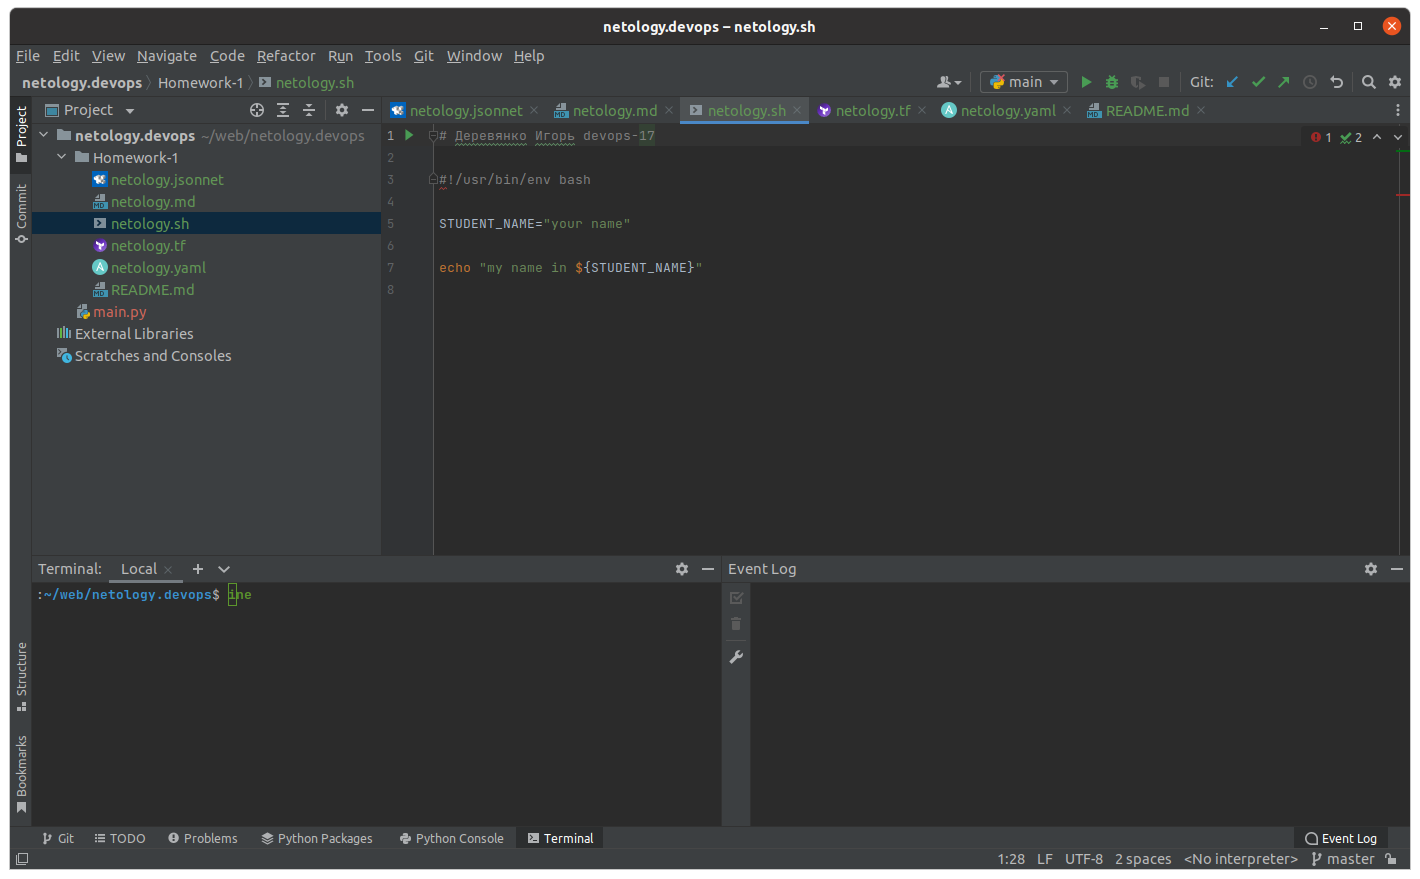 netology.devops – netology.sh
File Edit View Navigate Code Refactor Run Tools Git Window Help
netology.devops Homework-1 netology.sh
main Git:
Project
netology.jsonnet netology.md netology.sh netology.tf netology.yaml README.md
Project
Commit
Structure
Bookmarks
netology.devops ~/web/netology.devops
Homework-1
netology.jsonnet
netology.md
netology.sh
netology.tf
netology.yaml
README.md
main.py
External Libraries
Scratches and Consoles
1 # Деревянко Игорь devops-17
1 2
2
3 #!/usr/bin/env bash
4
5 STUDENT_NAME="your name"
6
7 echo "my name in ${STUDENT_NAME}"
8
Terminal: Local
:~/web/netology.devops$ ine
Event Log
Git TODO Problems Python Packages Python Console Terminal Event Log
1:28 LF UTF-8 2 spaces <No interpreter> master